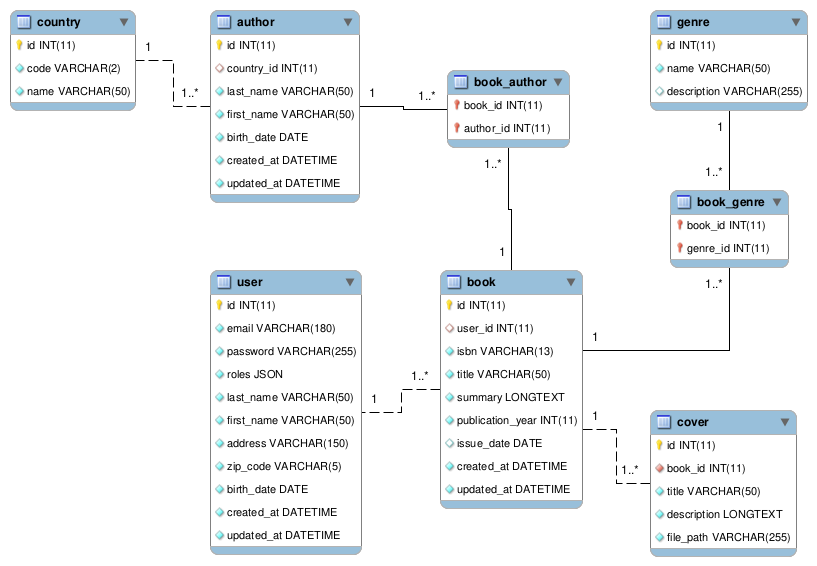 country
id INT(11)
code VARCHAR(2)
name VARCHAR(50)
1
1..*
author
id INT(11)
country_id INT(11)
last_name VARCHAR(50)
first_name VARCHAR(50)
birth_date DATE
created_at DATETIME
updated_at DATETIME
1
1..*
book_author
book_id INT(11)
author_id INT(11)
1..*
1
genre
id INT(11)
name VARCHAR(50)
description VARCHAR(255)
1
1..*
book_genre
book_id INT(11)
genre_id INT(11)
1..*
1
user
id INT(11)
email VARCHAR(180)
password VARCHAR(255)
roles JSON
last_name VARCHAR(50)
first_name VARCHAR(50)
address VARCHAR(150)
zip_code VARCHAR(5)
birth_date DATE
created_at DATETIME
updated_at DATETIME
1
1..*
book
id INT(11)
user_id INT(11)
isbn VARCHAR(13)
title VARCHAR(50)
summary LONGTEXT
publication_year INT(11)
issue_date DATE
created_at DATETIME
updated_at DATETIME
1
1..*
cover
id INT(11)
book_id INT(11)
title VARCHAR(50)
description LONGTEXT
file_path VARCHAR(255)